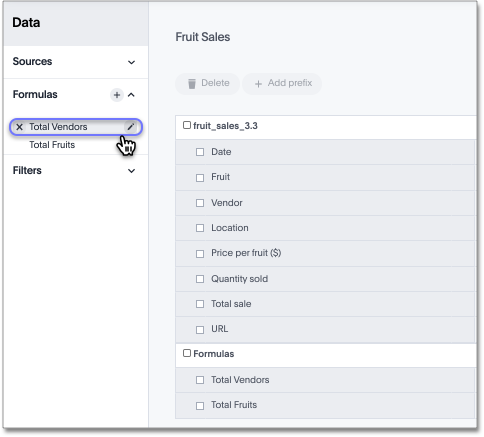 Data
Sources
Formulas
Total Vendors
Total Fruits
Filters
Fruit Sales
Delete
Add prefix
fruit_sales_3.3
Date
Fruit
Vendor
Location
Price per fruit ($)
Quantity sold
Total sale
URL
Formulas
Total Vendors
Total Fruits